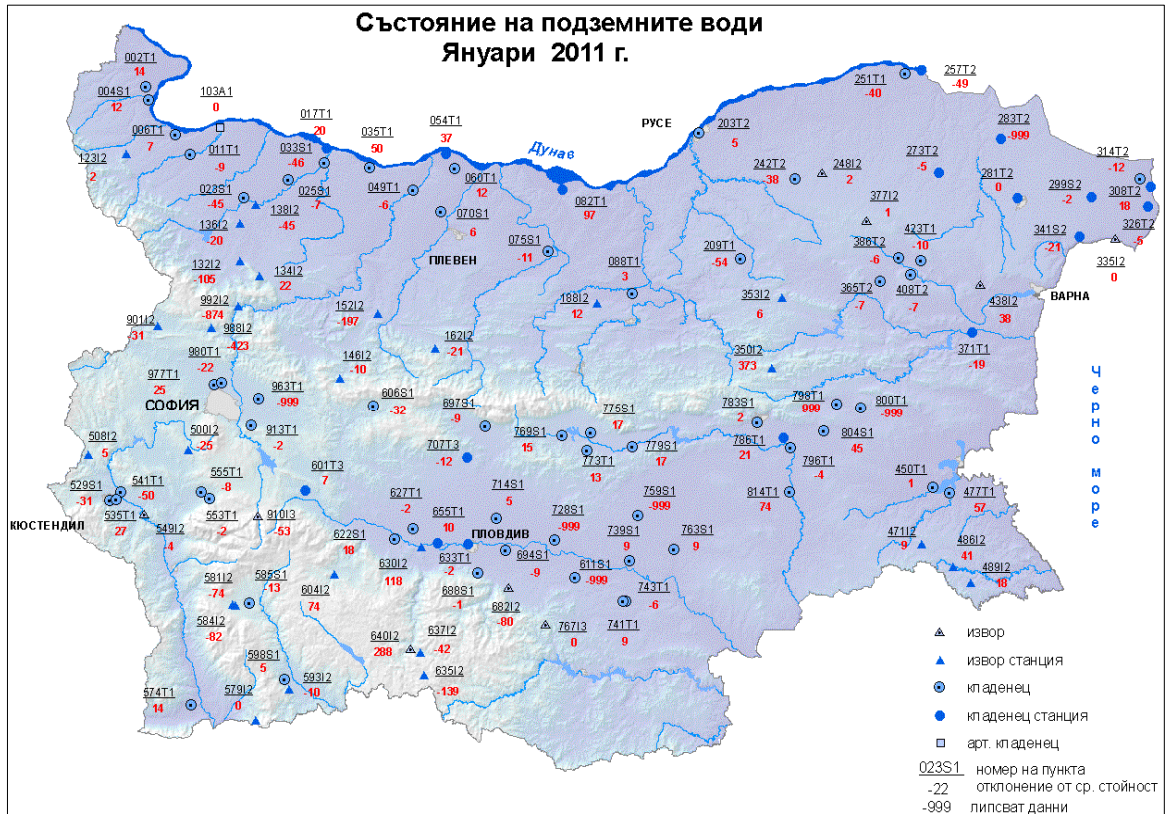 Състояние на подземните води
Януари 2011 г.
002T1
14
004S1
12
103A1
0
006T1
7
011T1
-9
017T1
20
033S1
-46
035T1
50
054T1
37
РУСЕ
203T2
5
251T1
-40
257T2
-49
283T2
-999
314T2
-12
123I2
2
023S1
-45
025S1
-7
138I2
-45
049T1
-6
060T1
12
Дунав
082T1
97
242T2
-38
248I2
2
273T2
-5
281T2
0
299S2
-2
308T2
18
326T2
-5
136I2
-20
070S1
6
ПЛЕВЕН
075S1
-11
377I2
1
423T1
-10
341S2
-21
335I2
0
132I2
-105
134I2
22
088T1
3
209T1
-54
386T2
-6
365T2
-7
408T2
-7
438I2
38
ВАРНА
992I2
-874
152I2
-197
188I2
12
353I2
6
901I2
-31
988I2
-423
162I2
-21
350I2
373
371T1
-19
980T1
-22
977T1
25
146I2
-10
СОФИЯ
963T1
-999
606S1
-32
697S1
-9
775S1
17
783S1
2
798T1
999
800T1
-999
Черно море
913T1
-2
508I2
5
500I2
-25
707T3
-12
769S1
15
773T1
13
779S1
17
786T1
21
796T1
-4
804S1
45
529S1
-31
541T1
-50
555T1
-8
601T3
7
714S1
5
759S1
-999
814T1
74
450T1
1
477T1
57
КЮСТЕНДИЛ
535T1
27
549I2
4
553T1
-2
910I3
-53
627T1
-2
655T1
10
ПЛОВДИВ
728S1
-999
739S1
9
763S1
9
471I2
-9
486I2
41
489I2
18
622S1
18
630I2
118
633T1
-2
694S1
-9
611S1
-999
581I2
-74
585S1
13
604I2
74
688S1
-1
682I2
-80
743T1
-6
741T1
9
584I2
-82
640I2
288
637I2
-42
767I3
0
598S1
5
635I2
-139
574T1
14
579I2
0
593I2
-10
извор
извор станция
кладенец
кладенец станция
арт. кладенец
023S1 номер на пункта
-22 отклонение от ср. стойност
-999 липсват данни